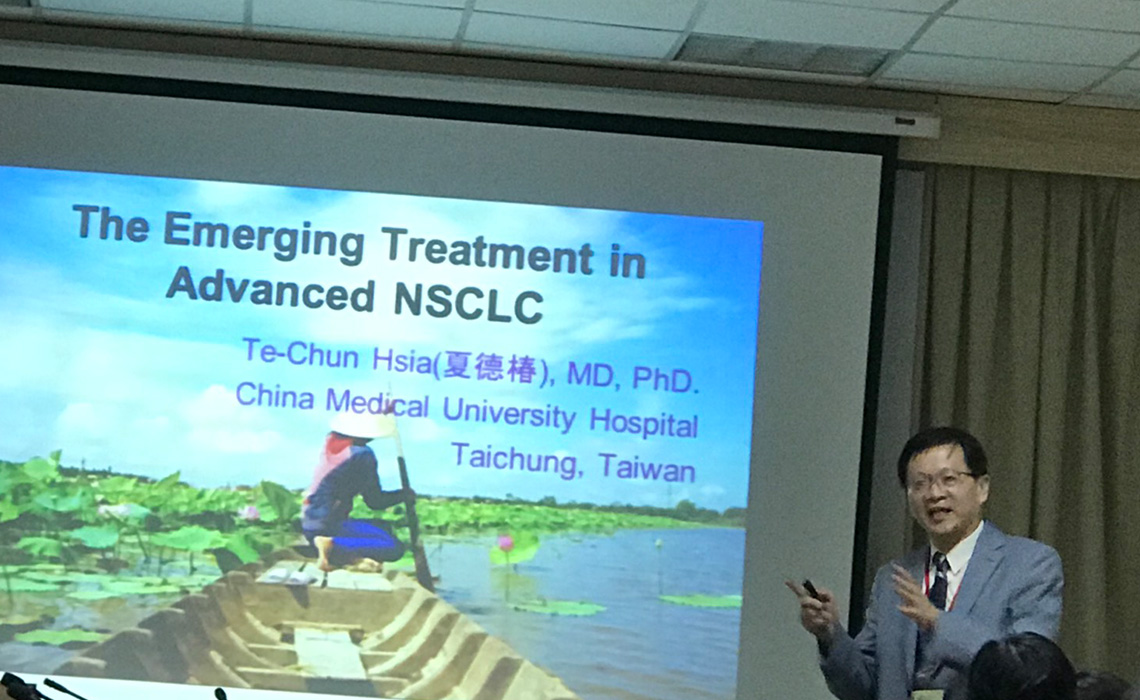 The Emerging Treatment in
Advanced NSCLC
Te-Chun Hsia(夏德椿), MD, PhD.
China Medical University Hospital
Taichung, Taiwan